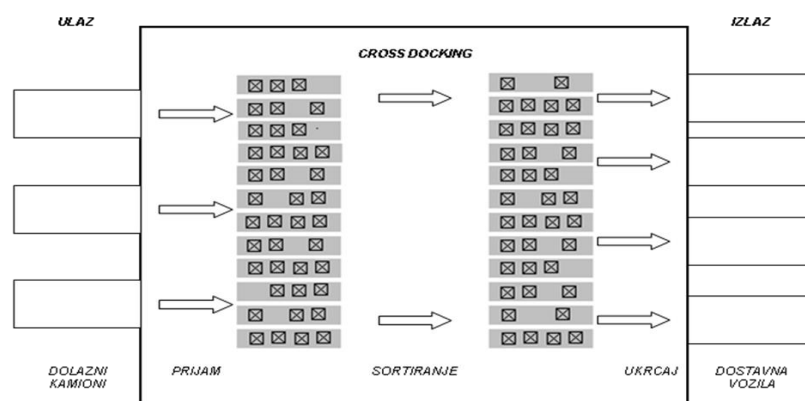 ULAZ
IZLAZ
CROSS DOCKING
DOLAZNI
KAMIONI
PRIJAM
SORTIRANJE
UKRCAJ
DOSTAVNA
VOZILA